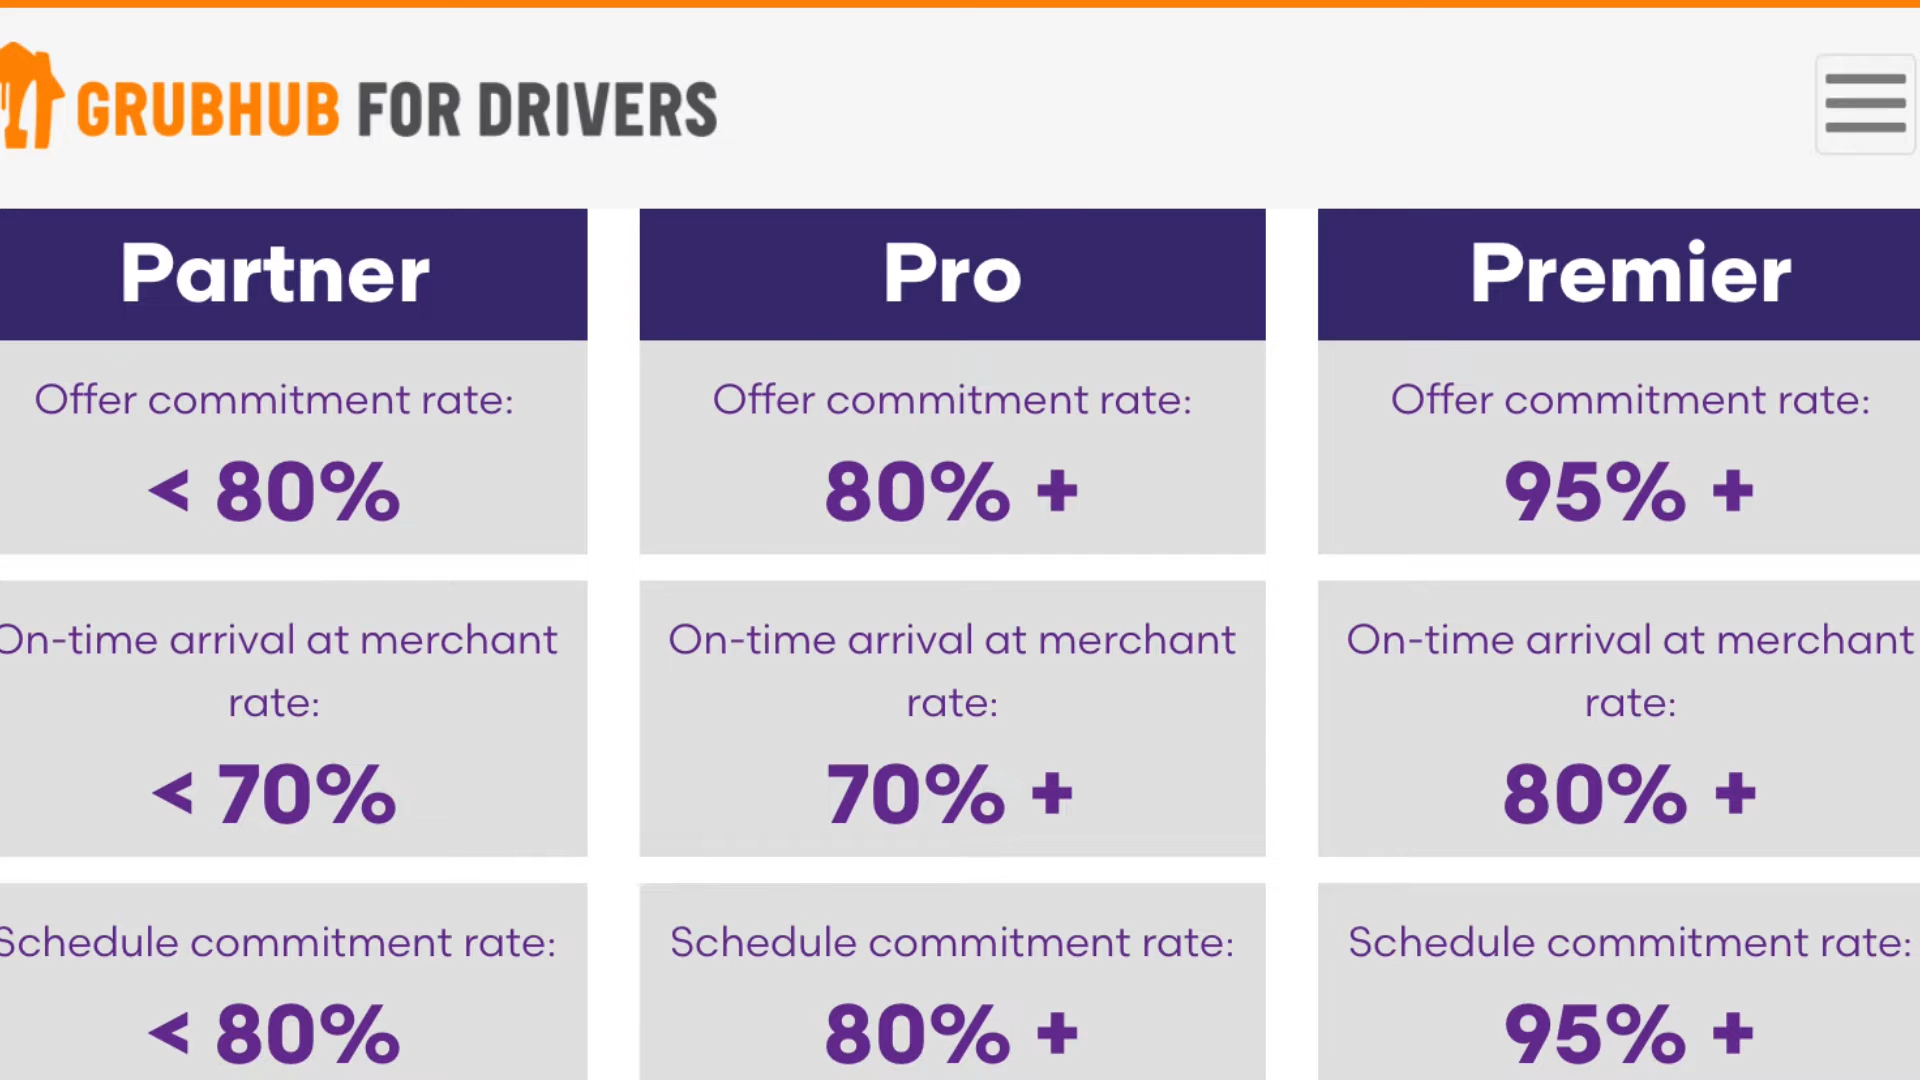 GRUBHUB FOR DRIVERS
Partner
Offer commitment rate:
< 80%
On-time arrival at merchant
rate:
< 70%
Schedule commitment rate:
< 80%
Pro
Offer commitment rate:
80% +
On-time arrival at merchant
rate:
70% +
Schedule commitment rate:
80% +
Premier
Offer commitment rate:
95% +
On-time arrival at merchant
rate:
80% +
Schedule commitment rate:
95% +